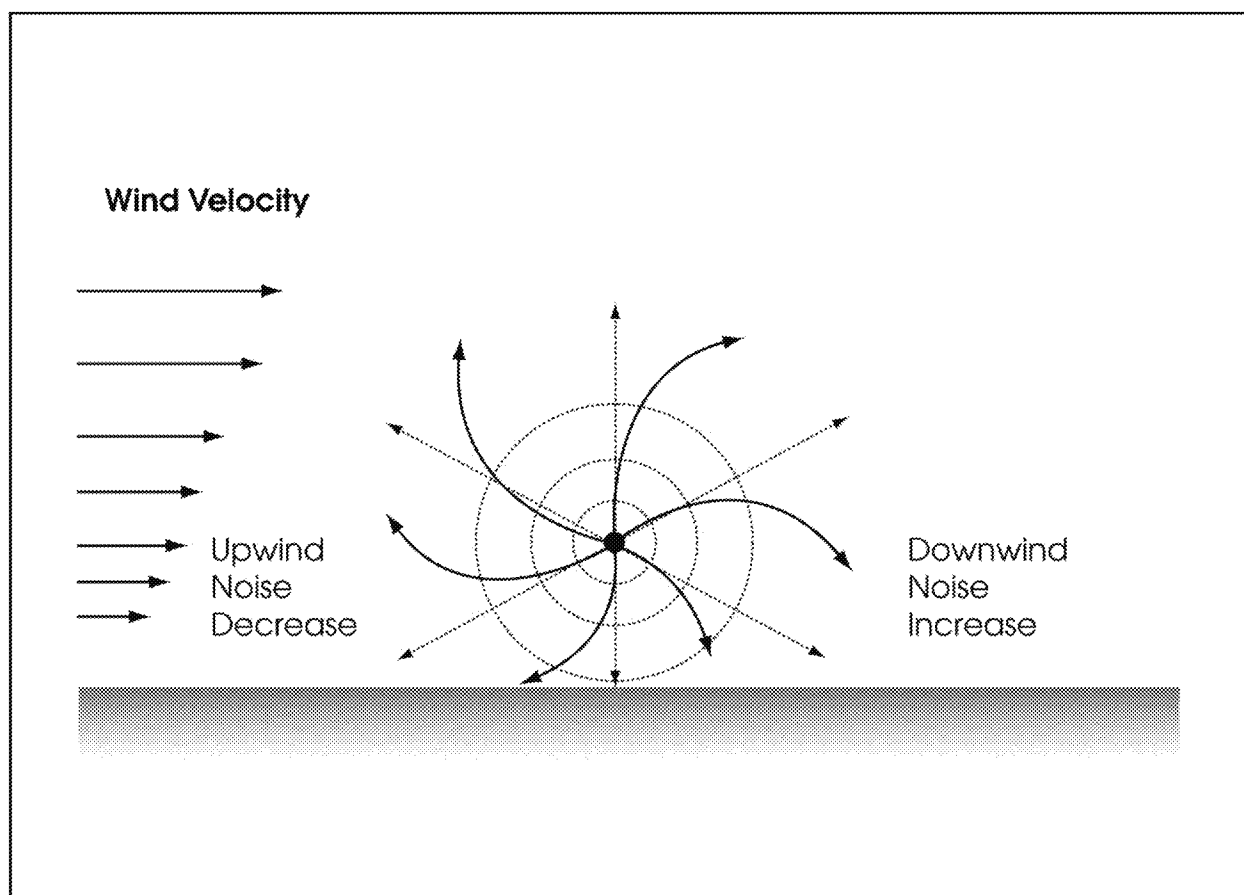 Wind Velocity
Upwind
Noise
Decrease
Downwind
Noise
Increase